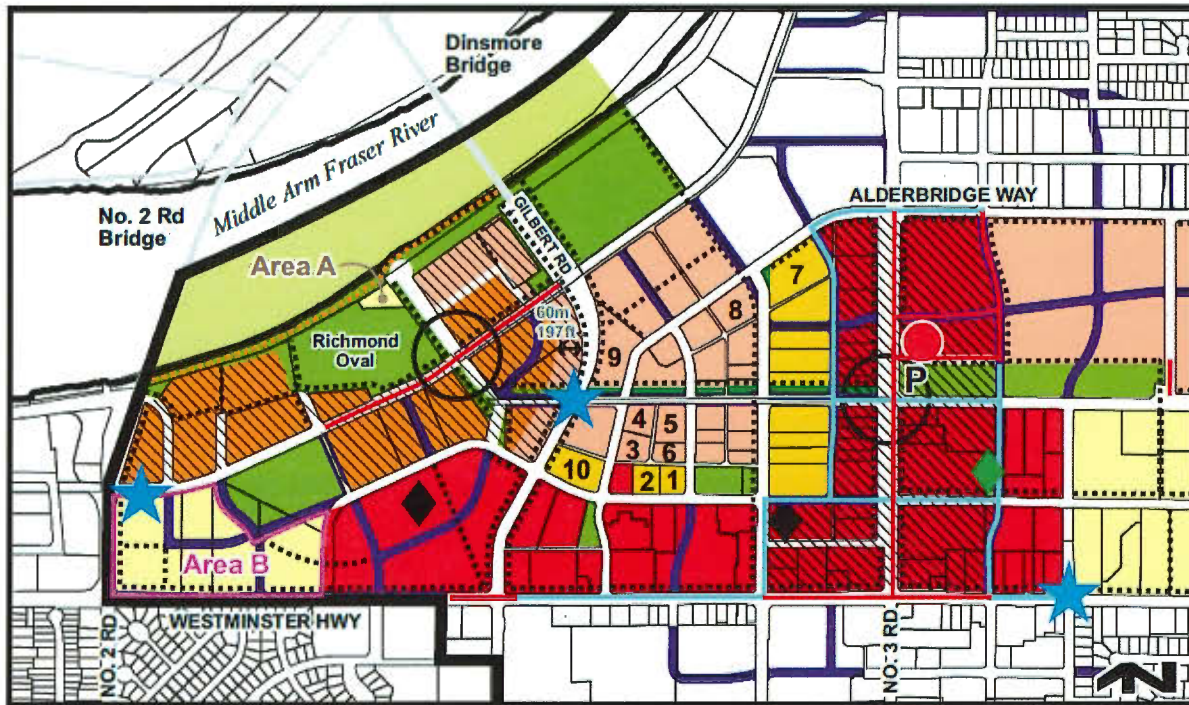 Dinsmore
Bridge
Middle Arm Fraser River
No. 2 Rd
Bridge
ALDERBRIDGE WAY
GILBERT RD
Area A
7
60m
197ft
8
Richmond
Oval
9
P
4
5
3
6
10
2
1
Area B
WESTMINSTER HWY
NO. 2 RD
NO. 3 RD